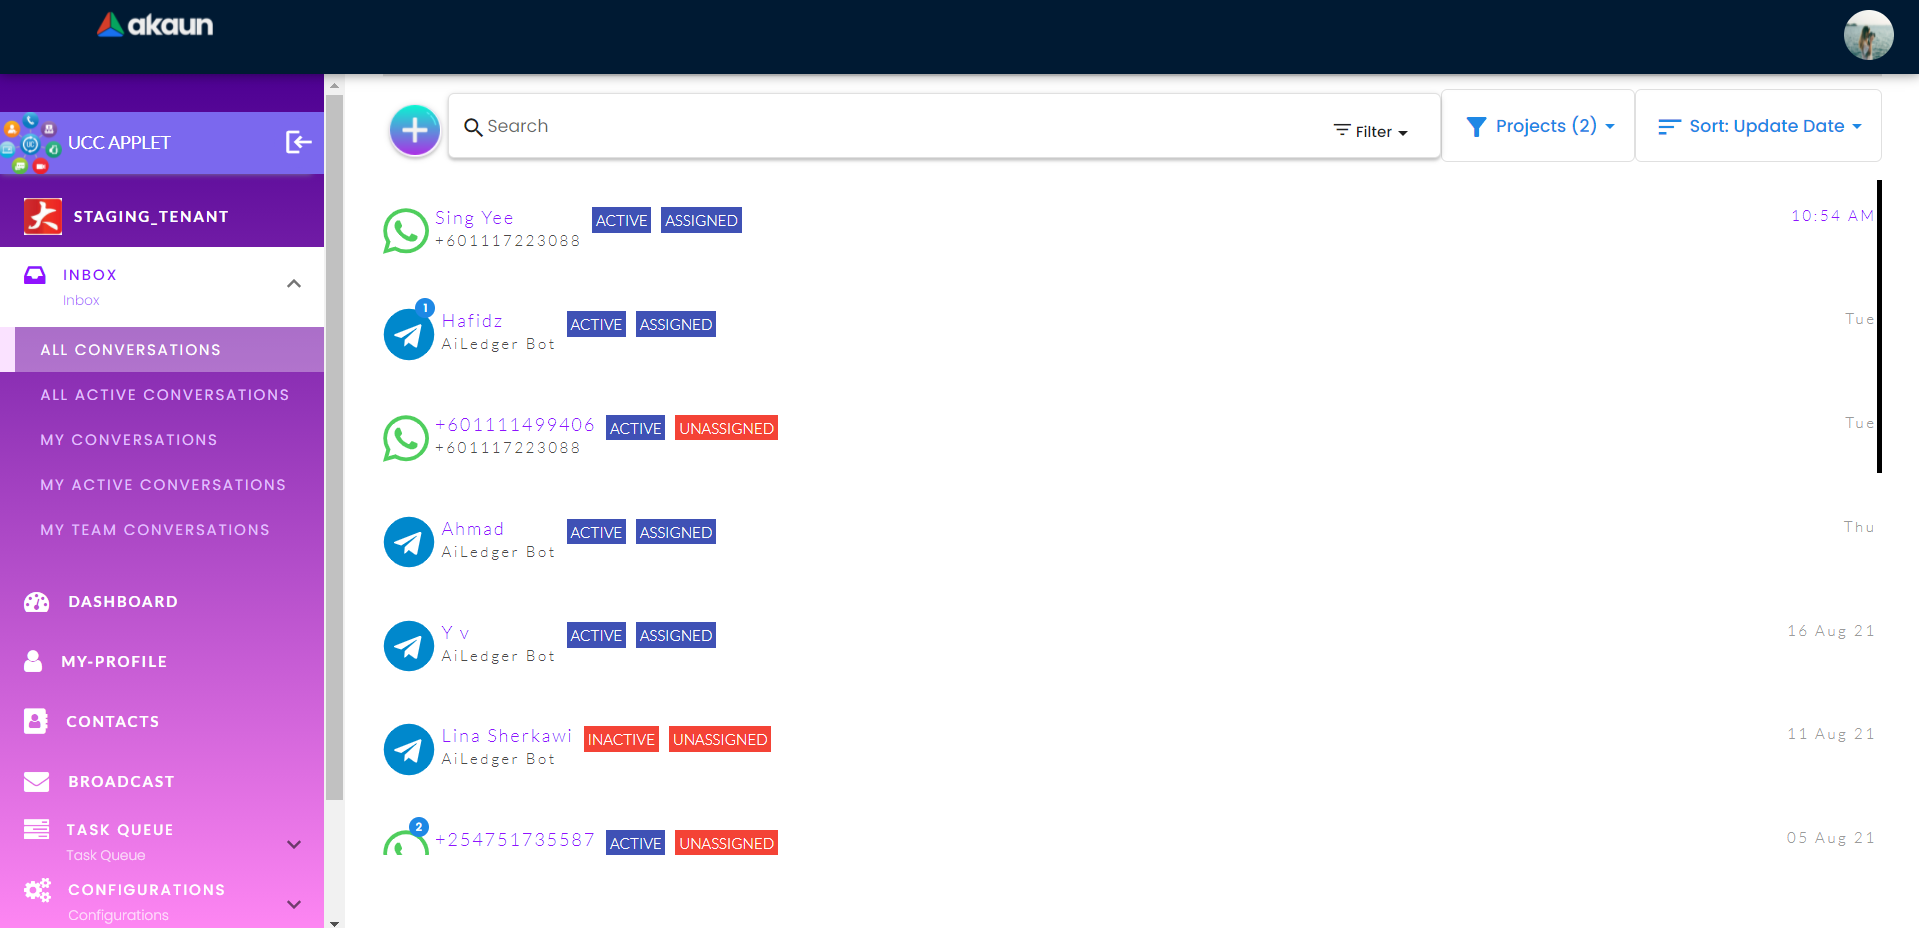 akaun
UCC APPLET
STAGING_TENANT
INBOX
Inbox
ALL CONVERSATIONS
ALL ACTIVE CONVERSATIONS
MY CONVERSATIONS
MY ACTIVE CONVERSATIONS
MY TEAM CONVERSATIONS
DASHBOARD
MY-PROFILE
CONTACTS
BROADCAST
TASK QUEUE
Task Queue
CONFIGURATIONS
Configurations
Search
Filter
Projects (2)
Sort: Update Date
Sing Yee ACTIVE ASSIGNED 10:54 AM
+601117223088
1
Hafidz ACTIVE ASSIGNED Tue
AiLedger Bot
+601111499406 ACTIVE UNASSIGNED Tue
+601117223088
Ahmad ACTIVE ASSIGNED Thu
AiLedger Bot
Y v ACTIVE ASSIGNED 16 Aug 21
AiLedger Bot
Lina Sherkawi INACTIVE UNASSIGNED 11 Aug 21
AiLedger Bot
2
+254751735587 ACTIVE UNASSIGNED 05 Aug 21